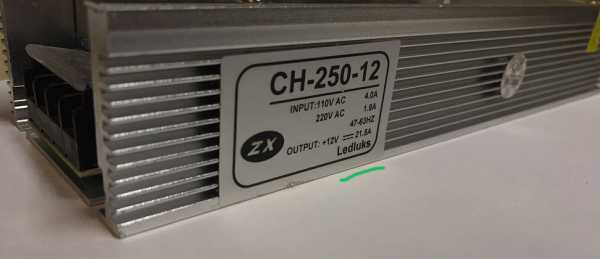 CH-250-12
INPUT:110V AC 4.0A
220V AC 1.9A
47-63HZ
OUTPUT: +12V ⎓ 21.5A
ZX
Ledluks